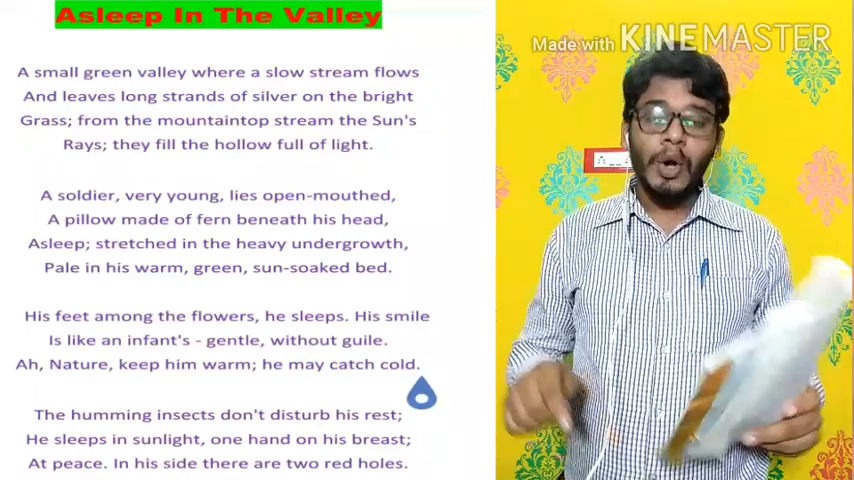 Asleep In The Valley
Made with KINEMASTER
A small green valley where a slow stream flows
And leaves long strands of silver on the bright
Grass; from the mountaintop stream the Sun's
Rays; they fill the hollow full of light.
A soldier, very young, lies open-mouthed,
A pillow made of fern beneath his head,
Asleep; stretched in the heavy undergrowth,
Pale in his warm, green, sun-soaked bed.
His feet among the flowers, he sleeps. His smile
Is like an infant's - gentle, without guile.
Ah, Nature, keep him warm; he may catch cold.
The humming insects don't disturb his rest;
He sleeps in sunlight, one hand on his breast;
At peace. In his side there are two red holes.